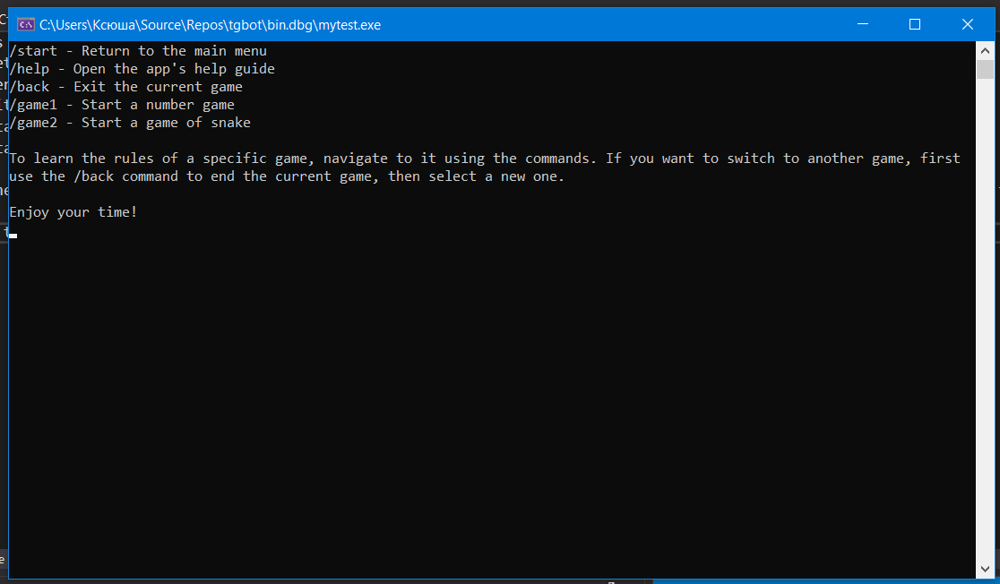 C:\Users\Ксюша\Source\Repos\tgbot\bin.dbg\mytest.exe
/start - Return to the main menu
/help - Open the app's help guide
/back - Exit the current game
/game1 - Start a number game
/game2 - Start a game of snake
To learn the rules of a specific game, navigate to it using the commands. If you want to switch to another game, first
use the /back command to end the current game, then select a new one.
Enjoy your time!